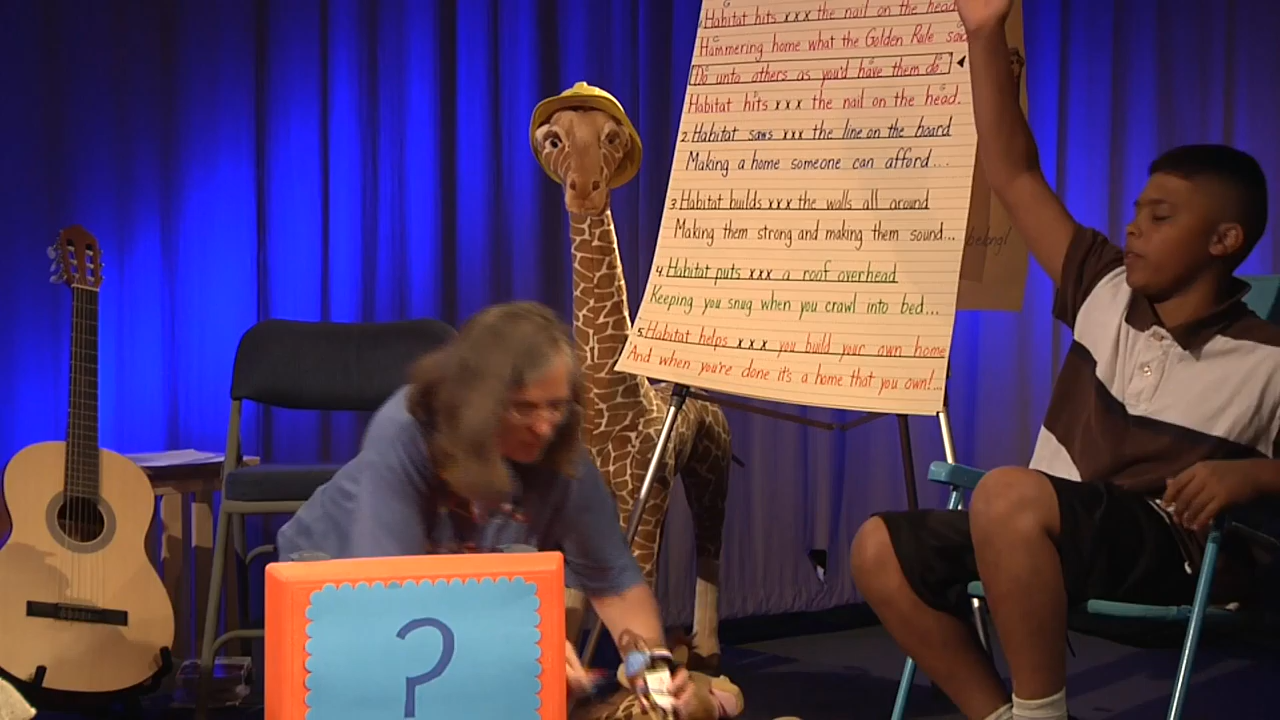 Habitat hits xxx the nail on the head
Hammering home what the Golden Rule
Do unto others as you'd have them do.
Habitat hits xxx the nail on the head.
2. Habitat saws xxx the line on the board
Making a home someone can afford...
3. Habitat builds xxx the walls all around
Making them strong and making them sound...
4. Habitat puts xxx a roof overhead
Keeping you snug when you crawl into bed...
5. Habitat helps xxx you build your own home
And when you're done it's a home that you own!...
belong!
?